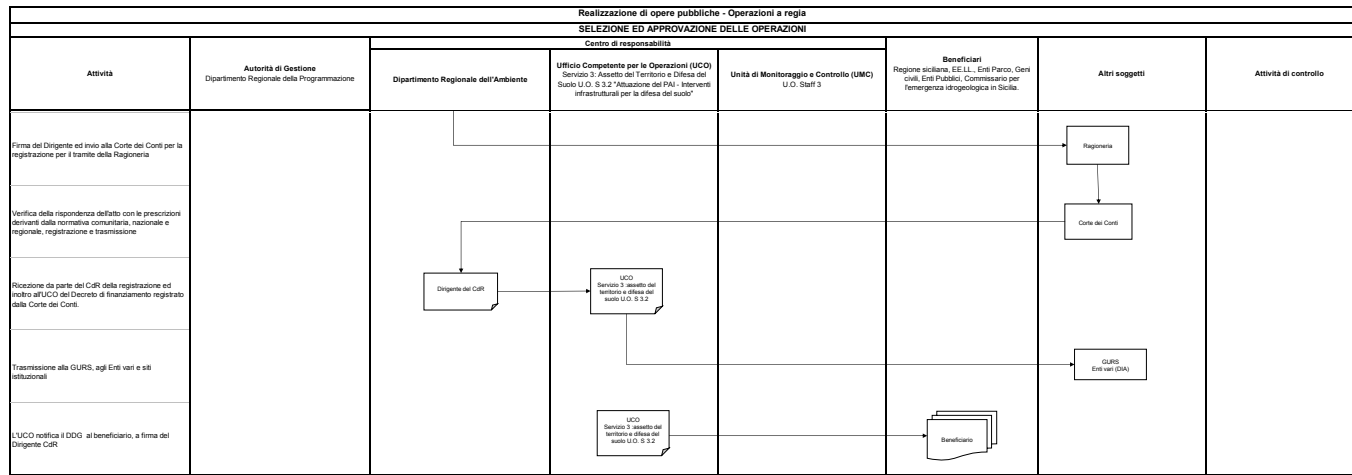 Realizzazione di opere pubbliche - Operazioni a regia
SELEZIONE ED APPROVAZIONE DELLE OPERAZIONI
Attività
Autorità di Gestione
Dipartimento Regionale della Programmazione
Centro di responsabilità
Dipartimento Regionale dell'Ambiente
Ufficio Competente per le Operazioni (UCO)
Servizio 3: Assetto del Territorio e Difesa del
Suolo U.O. S 3.2 "Attuazione del PAI - Interventi
infrastrutturali per la difesa del suolo"
Unità di Monitoraggio e Controllo (UMC)
U.O. Staff 3
Beneficiari
Regione siciliana, EE.LL., Enti Parco, Geni
civili, Enti Pubblici, Commissario per
l'emergenza idrogeologica in Sicilia.
Altri soggetti
Attività di controllo
Firma del Dirigente ed invio alla Corte dei Conti per la
registrazione per il tramite della Ragioneria
Ragioneria
Verifica della rispondenza dell'atto con le prescrizioni
derivanti dalla normativa comunitaria, nazionale e
regionale, registrazione e trasmissione
Corte dei Conti
Ricezione da parte del CdR della registrazione ed
inoltro all'UCO del Decreto di finanziamento registrato
dalla Corte dei Conti.
Dirigente del CdR
UCO
Servizio 3 :assetto del
territorio e difesa del
suolo U.O. S 3.2
Trasmissione alla GURS, agli Enti vari e siti
istituzionali
GURS
Enti vari (DIA)
L'UCO notifica il DDG al beneficiario, a firma del
Dirigente CdR
UCO
Servizio 3 :assetto del
territorio e difesa del
suolo U.O. S 3.2
Beneficiario